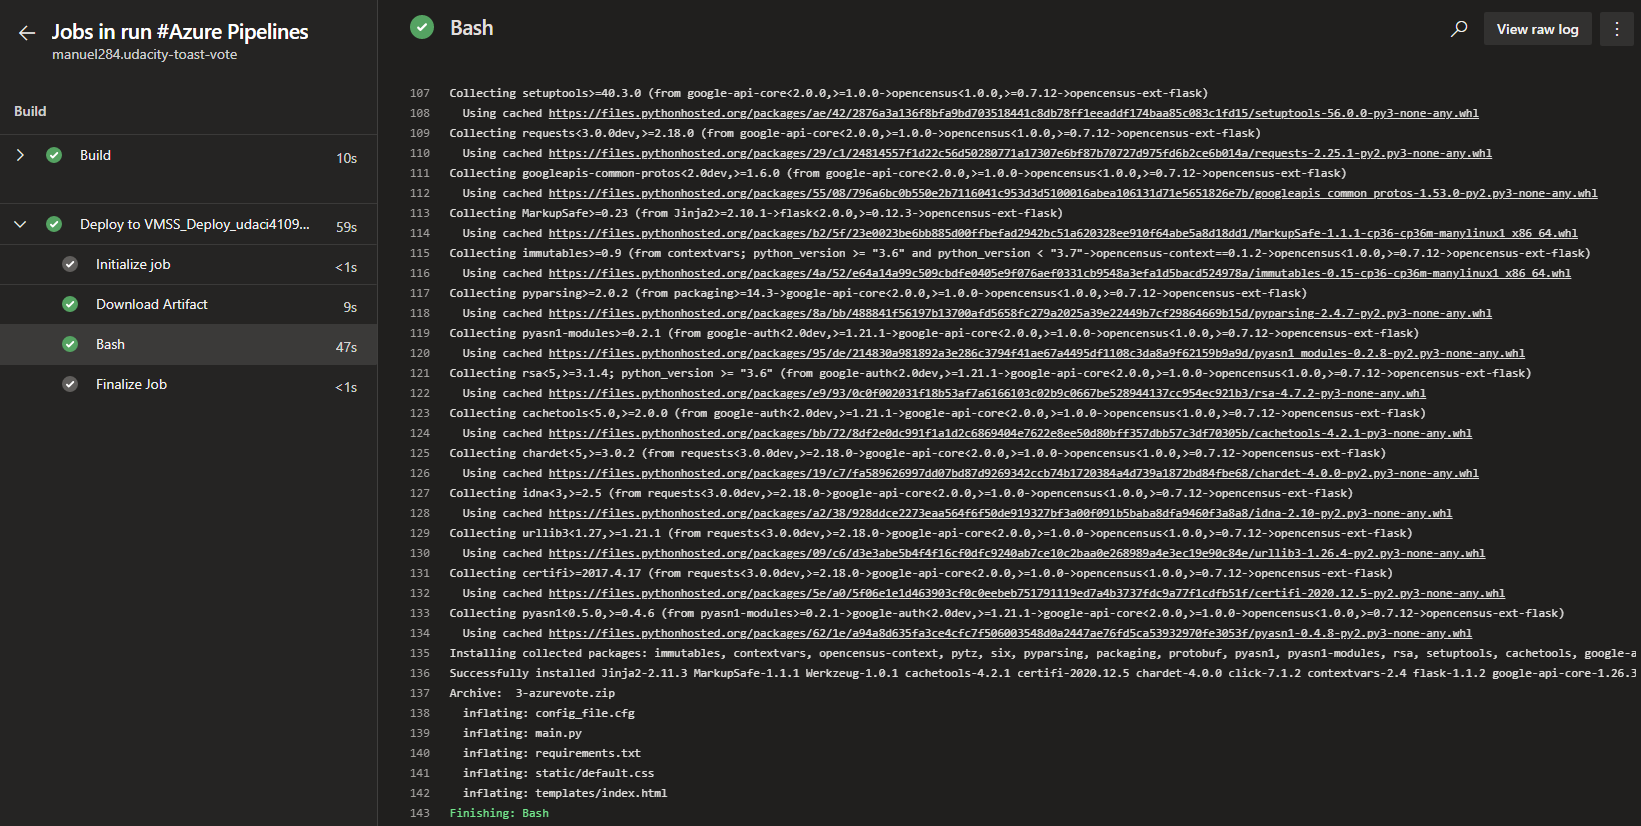 Jobs in run #Azure Pipelines
manuel284.udacity-toast-vote
Build
Build 10s
Deploy to VMSS_Deploy_udaci4109... 59s
Initialize job <1s
Download Artifact 9s
Bash 47s
Finalize Job <1s
Bash
View raw log
107 Collecting setuptools>=40.3.0 (from google-api-core<2.0.0,>=1.0.0->opencensus<1.0.0,>=0.7.12->opencensus-ext-flask)
108 Using cached https://files.pythonhosted.org/packages/ae/42/2876a3a136f8bfa9bd703518441c8db78ff1eeaddf174baa85c083c1fd15/setuptools-56.0.0-py3-none-any.whl
109 Collecting requests<3.0.0dev,>=2.18.0 (from google-api-core<2.0.0,>=1.0.0->opencensus<1.0.0,>=0.7.12->opencensus-ext-flask)
110 Using cached https://files.pythonhosted.org/packages/29/c1/24814557f1d22c56d50280771a17307e6bf87b70727d975fd6b2ce6b014a/requests-2.25.1-py2.py3-none-any.whl
111 Collecting googleapis-common-protos<2.0dev,>=1.6.0 (from google-api-core<2.0.0,>=1.0.0->opencensus<1.0.0,>=0.7.12->opencensus-ext-flask)
112 Using cached https://files.pythonhosted.org/packages/55/08/796a6bc0b550e2b7116041c953d3d5100016abea106131d71e5651826e7b/googleapis_common_protos-1.53.0-py2.py3-none-any.whl
113 Collecting MarkupSafe>=0.23 (from Jinja2>=2.10.1->flask<2.0.0,>=0.12.3->opencensus-ext-flask)
114 Using cached https://files.pythonhosted.org/packages/b2/5f/23e0023be6bb885d00ffbefad2942bc51a620328ee910f64abe5a8d18dd1/MarkupSafe-1.1.1-cp36-cp36m-manylinux1_x86_64.whl
115 Collecting immutables>=0.9 (from contextvars; python_version >= "3.6" and python_version < "3.7"->opencensus-context==0.1.2->opencensus<1.0.0,>=0.7.12->opencensus-ext-flask)
116 Using cached https://files.pythonhosted.org/packages/4a/52/e64a14a99c509cbdfe0405e9f076aef0331cb9548a3efa1d5bacd524978a/immutables-0.15-cp36-cp36m-manylinux1_x86_64.whl
117 Collecting pyparsing>=2.0.2 (from packaging>=14.3->google-api-core<2.0.0,>=1.0.0->opencensus<1.0.0,>=0.7.12->opencensus-ext-flask)
118 Using cached https://files.pythonhosted.org/packages/8a/bb/488841f56197b13700afd5658fc279a2025a39e22449b7cf29864669b15d/pyparsing-2.4.7-py2.py3-none-any.whl
119 Collecting pyasn1-modules>=0.2.1 (from google-auth<2.0dev,>=1.21.1->google-api-core<2.0.0,>=1.0.0->opencensus<1.0.0,>=0.7.12->opencensus-ext-flask)
120 Using cached https://files.pythonhosted.org/packages/95/de/214830a981892a3e286c3794f41ae67a4495df1108c3da8a9f62159b9a9d/pyasn1_modules-0.2.8-py2.py3-none-any.whl
121 Collecting rsa<5,>=3.1.4; python_version >= "3.6" (from google-auth<2.0dev,>=1.21.1->google-api-core<2.0.0,>=1.0.0->opencensus<1.0.0,>=0.7.12->opencensus-ext-flask)
122 Using cached https://files.pythonhosted.org/packages/e9/93/0c0f002031f18b53af7a6166103c02b9c0667be528944137cc954ec921b3/rsa-4.7.2-py3-none-any.whl
123 Collecting cachetools<5.0,>=2.0.0 (from google-auth<2.0dev,>=1.21.1->google-api-core<2.0.0,>=1.0.0->opencensus<1.0.0,>=0.7.12->opencensus-ext-flask)
124 Using cached https://files.pythonhosted.org/packages/bb/72/8df2e0dc991f1a1d2c6869404e7622e8ee50d80bff357dbb57c3df70305b/cachetools-4.2.1-py3-none-any.whl
125 Collecting chardet<5,>=3.0.2 (from requests<3.0.0dev,>=2.18.0->google-api-core<2.0.0,>=1.0.0->opencensus<1.0.0,>=0.7.12->opencensus-ext-flask)
126 Using cached https://files.pythonhosted.org/packages/19/c7/fa589626997dd07bd87d9269342ccb74b1720384a4d739a1872bd84fbe68/chardet-4.0.0-py2.py3-none-any.whl
127 Collecting idna<3,>=2.5 (from requests<3.0.0dev,>=2.18.0->google-api-core<2.0.0,>=1.0.0->opencensus<1.0.0,>=0.7.12->opencensus-ext-flask)
128 Using cached https://files.pythonhosted.org/packages/a2/38/928ddce2273eaa564f6f50de919327bf3a00f091b5baba8dfa9460f3a8a8/idna-2.10-py2.py3-none-any.whl
129 Collecting urllib3<1.27,>=1.21.1 (from requests<3.0.0dev,>=2.18.0->google-api-core<2.0.0,>=1.0.0->opencensus<1.0.0,>=0.7.12->opencensus-ext-flask)
130 Using cached https://files.pythonhosted.org/packages/09/c6/d3e3abe5b4f4f16cf0dfc9240ab7ce10c2baa0e268989a4e3ec19e90c84e/urllib3-1.26.4-py2.py3-none-any.whl
131 Collecting certifi>=2017.4.17 (from requests<3.0.0dev,>=2.18.0->google-api-core<2.0.0,>=1.0.0->opencensus<1.0.0,>=0.7.12->opencensus-ext-flask)
132 Using cached https://files.pythonhosted.org/packages/5e/a0/5f06e1e1d463903cf0c0eebeb751791119ed7a4b3737fdc9a77f1cdfb51f/certifi-2020.12.5-py2.py3-none-any.whl
133 Collecting pyasn1<0.5.0,>=0.4.6 (from pyasn1-modules>=0.2.1->google-auth<2.0dev,>=1.21.1->google-api-core<2.0.0,>=1.0.0->opencensus<1.0.0,>=0.7.12->opencensus-ext-flask)
134 Using cached https://files.pythonhosted.org/packages/62/1e/a94a8d635fa3ce4cfc7f506003548d0a2447ae76fd5ca53932970fe3053f/pyasn1-0.4.8-py2.py3-none-any.whl
135 Installing collected packages: immutables, contextvars, opencensus-context, pytz, six, pyparsing, packaging, protobuf, pyasn1, pyasn1-modules, rsa, setuptools, cachetools, google-a
136 Successfully installed Jinja2-2.11.3 MarkupSafe-1.1.1 Werkzeug-1.0.1 cachetools-4.2.1 certifi-2020.12.5 chardet-4.0.0 click-7.1.2 contextvars-2.4 flask-1.1.2 google-api-core-1.26.3
137 Archive: 3-azurevote.zip
138 inflating: config_file.cfg
139 inflating: main.py
140 inflating: requirements.txt
141 inflating: static/default.css
142 inflating: templates/index.html
143 Finishing: Bash